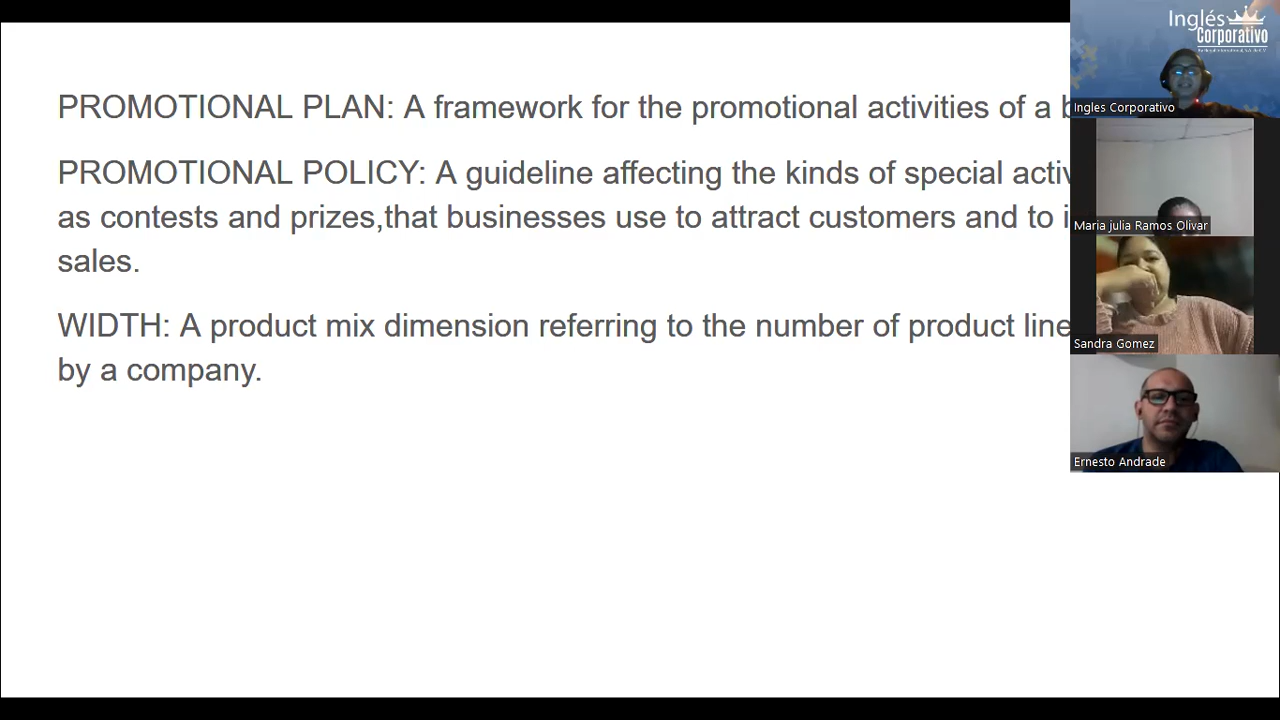 PROMOTIONAL PLAN: A framework for the promotional activities of a
PROMOTIONAL POLICY: A guideline affecting the kinds of special
as contests and prizes,that businesses use to attract customers and to
sales.
WIDTH: A product mix dimension referring to the number of product line
by a company.
Inglés
Corporativo
Ingles Corporativo
Maria julia Ramos Olivar
Sandra Gomez
Ernesto Andrade